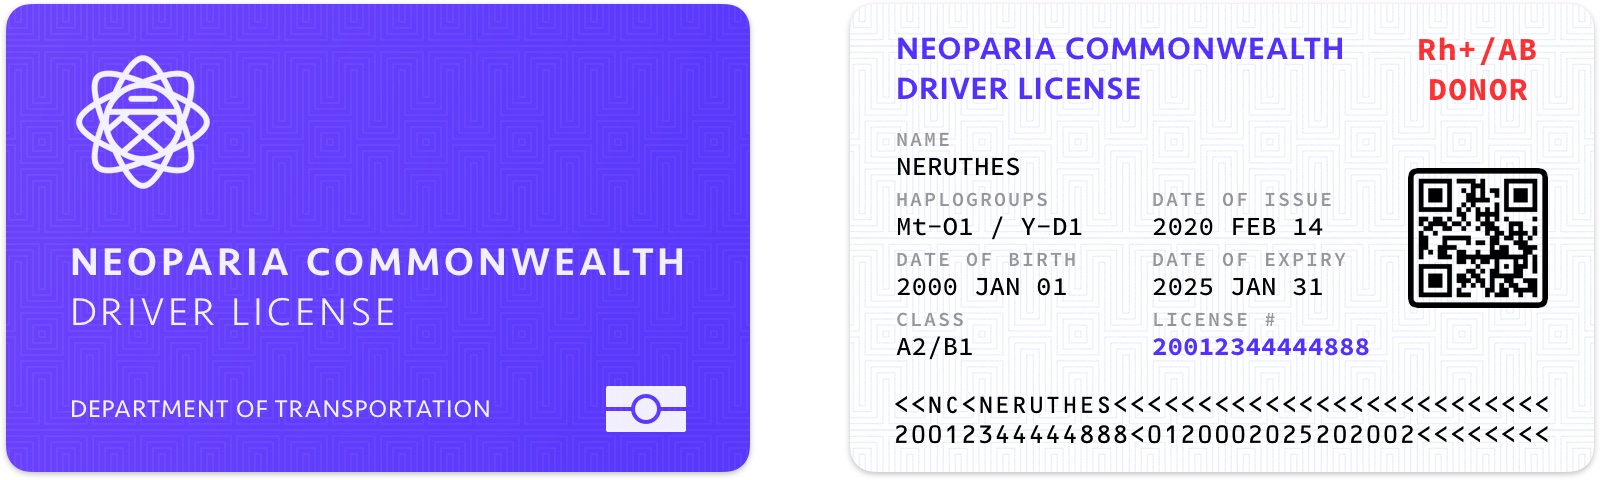 NEOPARIA COMMONWEALTH
DRIVER LICENSE
DEPARTMENT OF TRANSPORTATION
NEOPARIA COMMONWEALTH
DRIVER LICENSE
Rh+/AB
DONOR
NAME
NERUTHES
HAPLOGROUPS
Mt-O1 / Y-D1
DATE OF BIRTH
2000 JAN 01
CLASS
A2/B1
DATE OF ISSUE
2020 FEB 14
DATE OF EXPIRY
2025 JAN 31
LICENSE #
20012344444888
<<NC<NERUTHES<<<<<<<<<<<<<<<<<<<<<<<<<<
20012344444888<0120002025202002<<<<<<<<